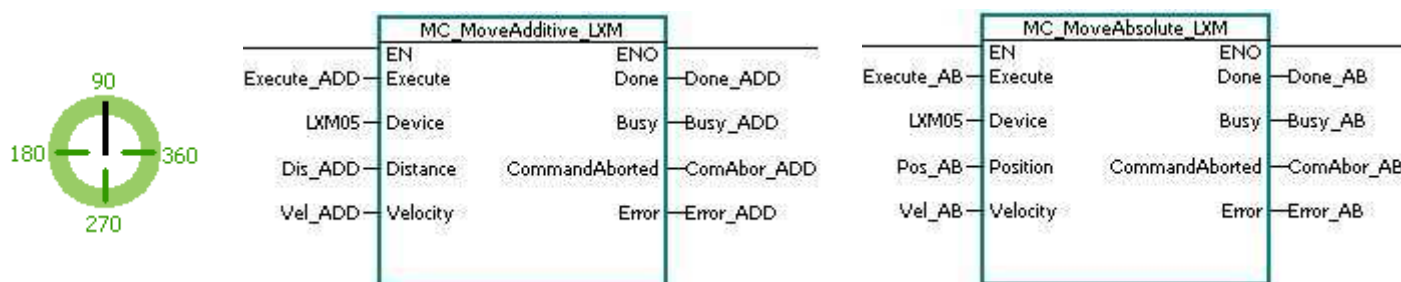 90
180
360
270
MC_MoveAdditive_LXM
EN ENO
Execute_ADD Execute Done Done_ADD
LXM05 Device Busy Busy_ADD
Dis_ADD Distance CommandAborted ComAbor_ADD
Vel_ADD Velocity Error Error_ADD
MC_MoveAbsolute_LXM
EN ENO
Execute_AB Execute Done Done_AB
LXM05 Device Busy Busy_AB
Pos_AB Position CommandAborted ComAbor_AB
Vel_AB Velocity Error Error_AB